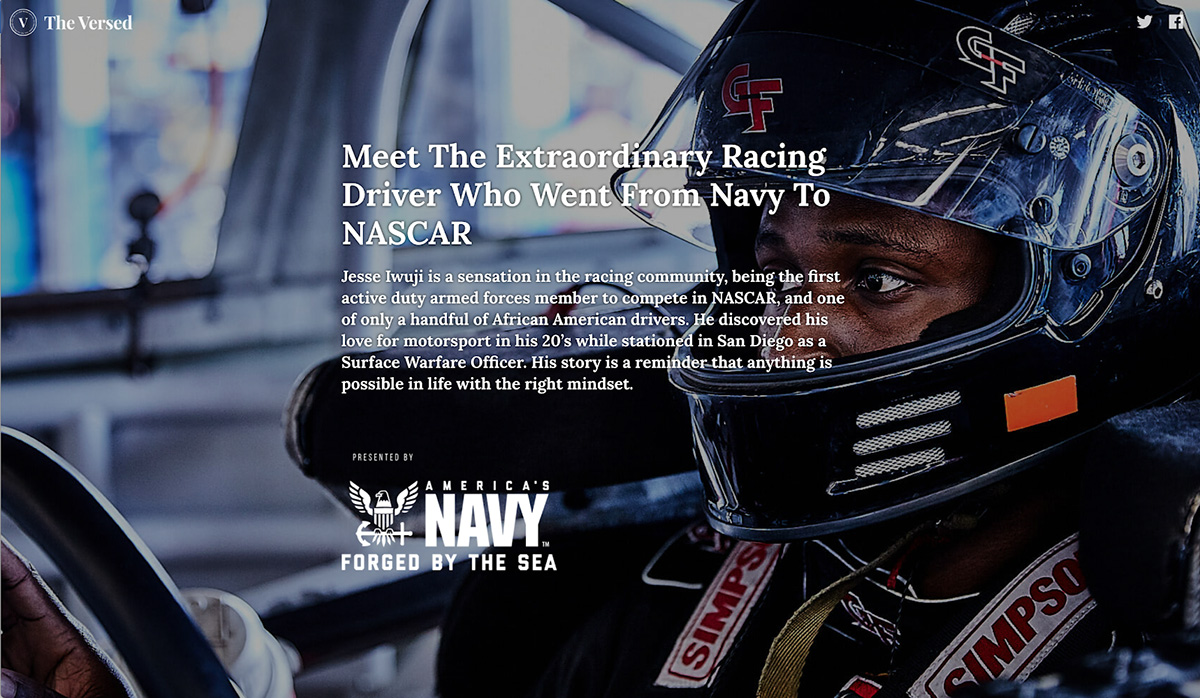 The Versed
GF
GF
Meet The Extraordinary Racing
Driver Who Went From Navy To
NASCAR
Jesse Iwuji is a sensation in the racing community, being the first
active duty armed forces member to compete in NASCAR, and one
of only a handful of African American drivers. He discovered his
love for motorsport in his 20’s while stationed in San Diego as a
Surface Warfare Officer. His story is a reminder that anything is
possible in life with the right mindset.
PRESENTED BY
AMERICA'S
NAVY™
FORGED BY THE SEA
SIMPS
SIMPSO